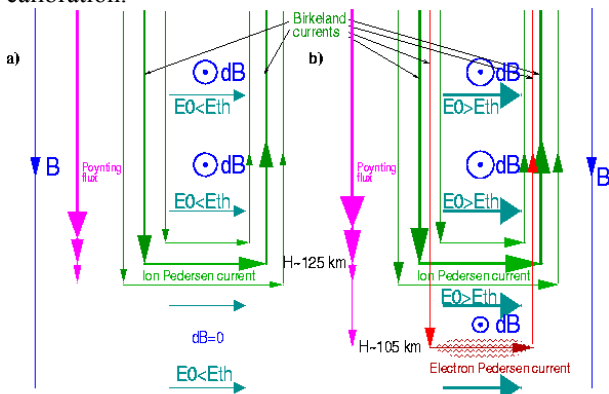 calibration.
Birkeland
currents
a)
b)
dB
dB
E0<Eth
E0>Eth
B
B
dB
dB
Poynting
flux
Poynting
flux
E0<Eth
E0>Eth
H~125 km
Ion Pedersen current
Ion Pedersen current
E0>Eth
dB=0
dB
H~105 km
E0<Eth
Electron Pedersen current